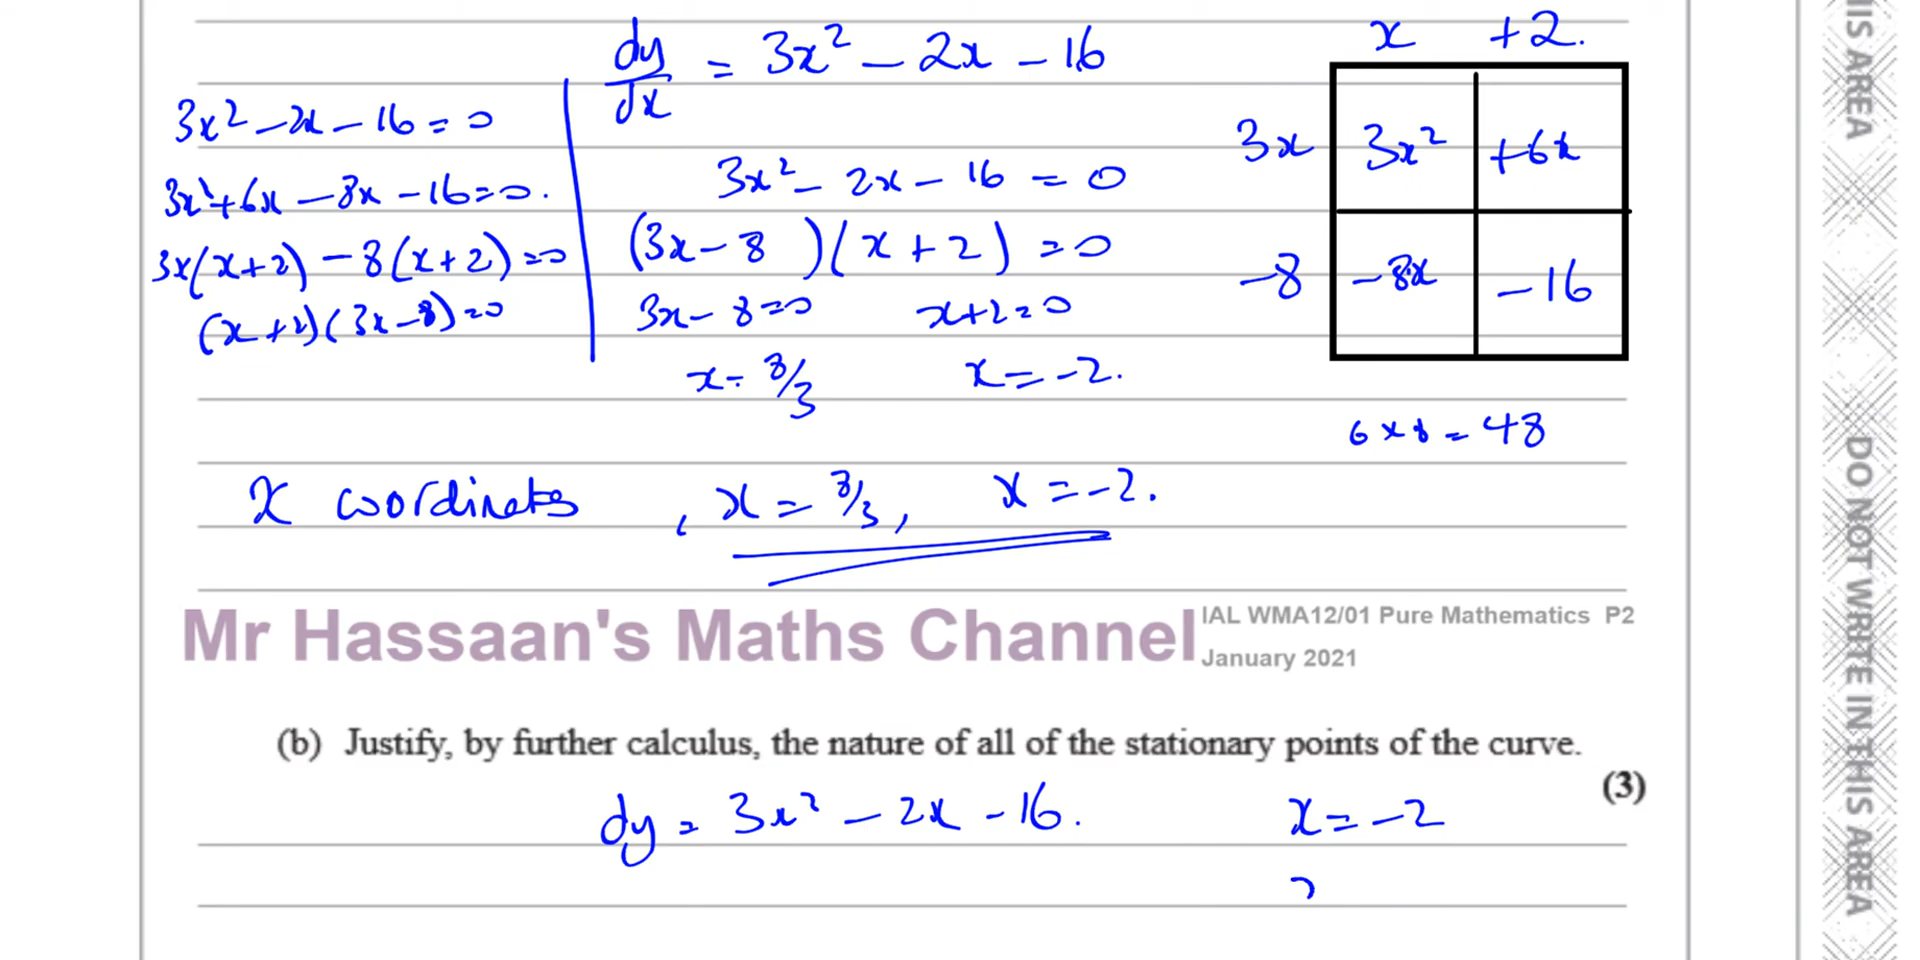 dy/dx = 3x² − 2x − 16
3x² − 2x − 16 = 0
3x² + 6x − 8x − 16 = 0.
3x(x+2) − 8(x+2) = 0
(x+2)(3x−8) = 0
3x² − 2x − 16 = 0
(3x − 8)(x + 2) = 0
3x − 8 = 0 x + 2 = 0
x = 8/3 x = −2.
x +2.
3x 3x² +6x
−8 −8x −16
6 × 8 = 48
X coordinates, x = 8/3, x = −2.
Mr Hassaan's Maths Channel
IAL WMA12/01 Pure Mathematics P2
January 2021
(b) Justify, by further calculus, the nature of all of the stationary points of the curve.
(3)
dy = 3x² − 2x − 16. x = −2
HIS AREA
DO NOT WRITE IN THIS AREA